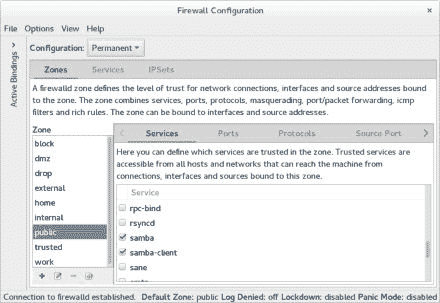 Firewall Configuration
File Options View Help
Active Bindings
Configuration: Permanent
Zones Services IPSets
A firewalld zone defines the level of trust for network connections, interfaces and source addresses bound
to the zone. The zone combines services, ports, protocols, masquerading, port/packet forwarding, icmp
filters and rich rules. The zone can be bound to interfaces and source addresses.
Zone
block
dmz
drop
external
home
internal
public
trusted
work
Services Ports Protocols Source Port
Here you can define which services are trusted in the zone. Trusted services are
accessible from all hosts and networks that can reach the machine from
connections, interfaces and sources bound to this zone.
Service
rpc-bind
rsyncd
samba
samba-client
sane
Connection to firewalld established. Default Zone: public Log Denied: off Lockdown: disabled Panic Mode: disabled